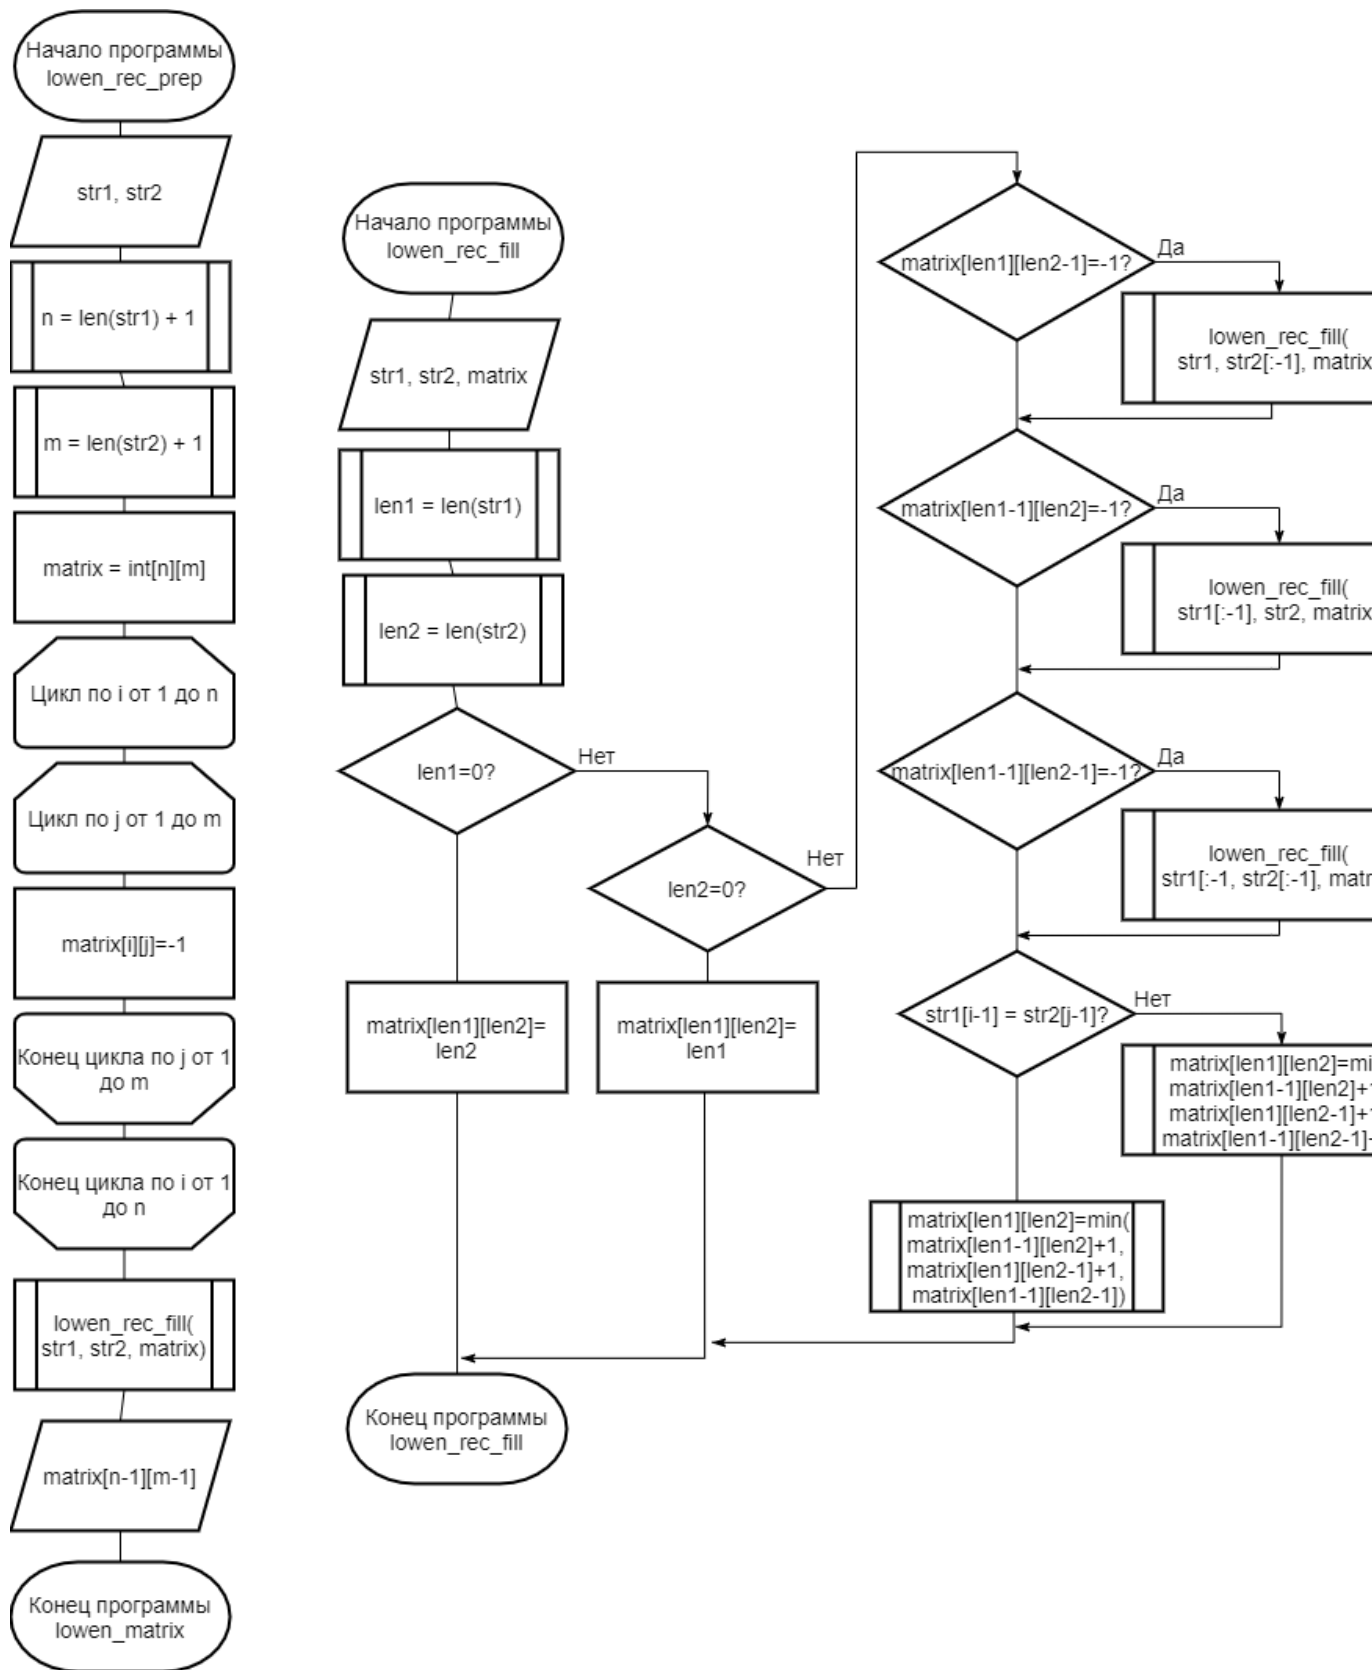 Начало программы
lowen_rec_prep
str1, str2
n = len(str1) + 1
m = len(str2) + 1
matrix = int[n][m]
Цикл по i от 1 до n
Цикл по j от 1 до m
matrix[i][j]=-1
Конец цикла по j от 1
до m
Конец цикла по i от 1
до n
lowen_rec_fill(
str1, str2, matrix)
matrix[n-1][m-1]
Конец программы
lowen_matrix
Начало программы
lowen_rec_fill
str1, str2, matrix
len1 = len(str1)
len2 = len(str2)
len1=0?
Нет
len2=0?
Нет
matrix[len1][len2]=
len2
matrix[len1][len2]=
len1
Конец программы
lowen_rec_fill
matrix[len1][len2-1]=-1?
Да
lowen_rec_fill(
str1, str2[:-1], matrix
matrix[len1-1][len2]=-1?
Да
lowen_rec_fill(
str1[:-1], str2, matrix
matrix[len1-1][len2-1]=-1?
Да
lowen_rec_fill(
str1[:-1, str2[:-1], matr
str1[i-1] = str2[j-1]?
Нет
matrix[len1][len2]=mi
matrix[len1-1][len2]+
matrix[len1][len2-1]+
matrix[len1-1][len2-1]
matrix[len1][len2]=min(
matrix[len1-1][len2]+1,
matrix[len1][len2-1]+1,
matrix[len1-1][len2-1])